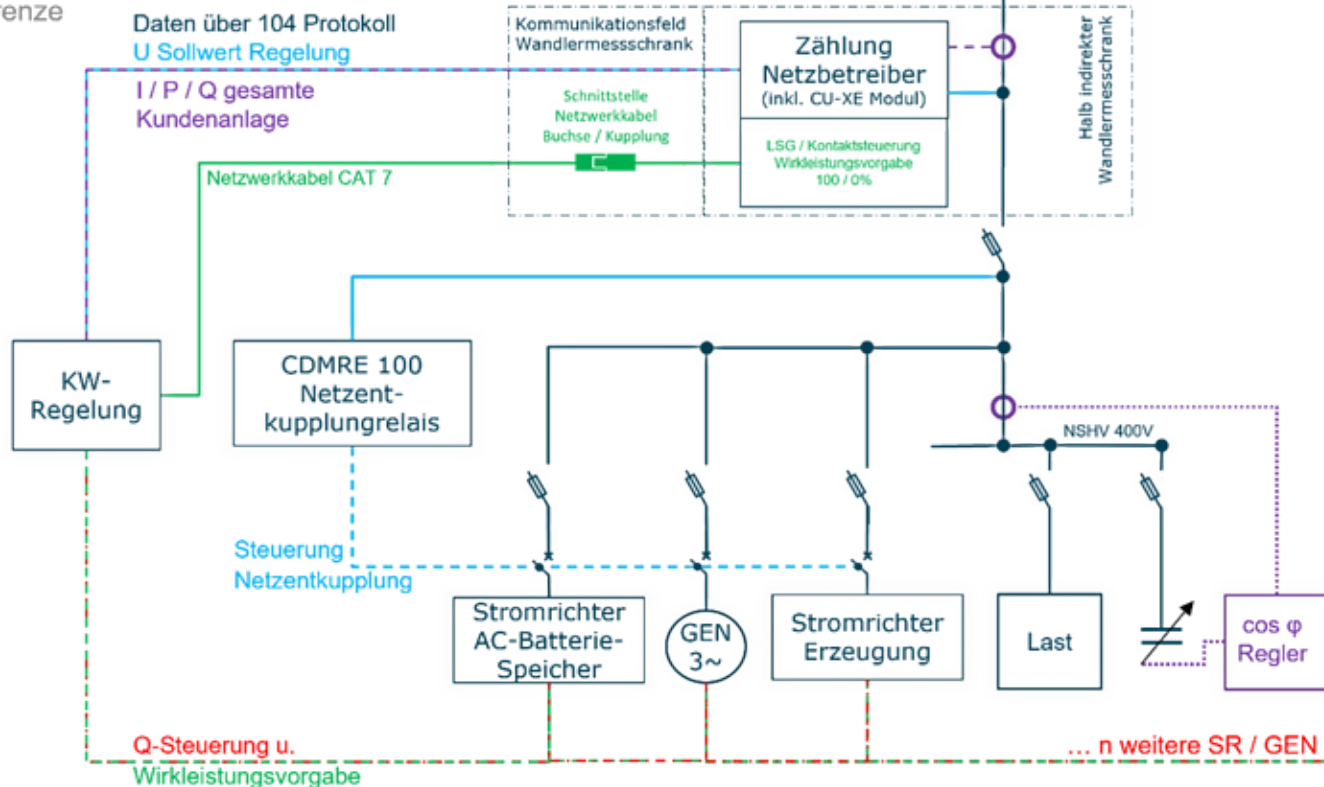 Daten über 104 Protokoll
U Sollwert Regelung
I / P / Q gesamte
Kundenanlage
Kommunikationsfeld
Wandlermessschrank
Zählung
Netzbetreiber
(inkl. CU-XE Modul)
Halb indirekter
Wandlermesschrank
Schnittstelle
Netzwerkkabel
Buchse / Kupplung
LSG / Kontaktsteuerung
Wirkleistungsvorgabe
100 / 0%
Netzwerkkabel CAT 7
KW-
Regelung
CDMRE 100
Netzent-
kupplungrelais
NSHV 400V
Steuerung
Netzentkupplung
Stromrichter
AC-Batterie-
Speicher
GEN
3~
Stromrichter
Erzeugung
Last
cos φ
Regler
Q-Steuerung u.
Wirkleistungsvorgabe
... n weitere SR / GEN